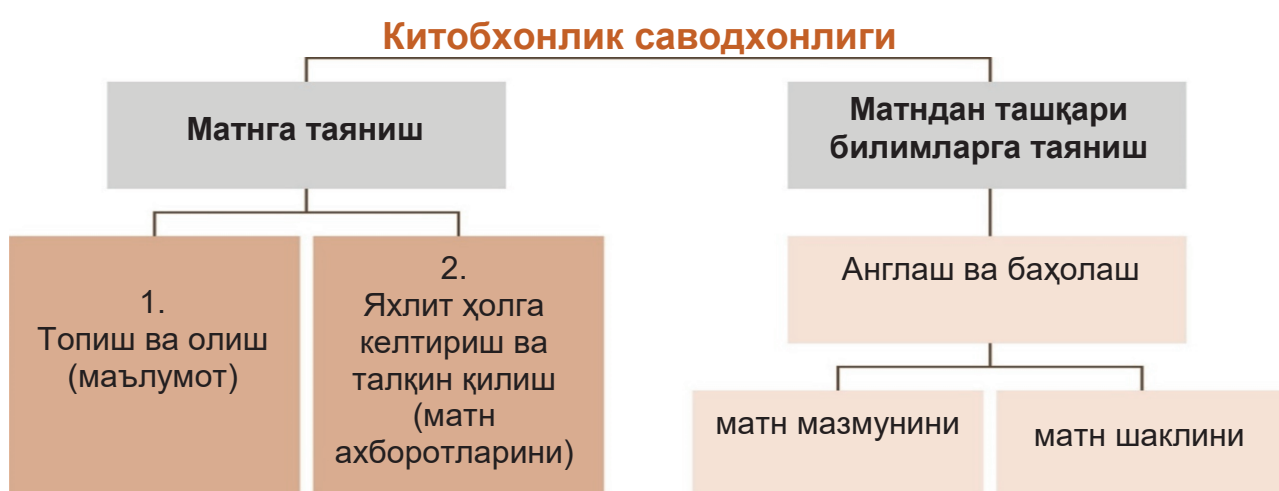 Китобхонлик саводхонлиги
Матнга таяниш
Матндан ташқари
билимларга таяниш
1.
Топиш ва олиш
(маълумот)
2.
Яхлит ҳолга
келтириш ва
талқин қилиш
(матн
ахборотларини)
Англаш ва баҳолаш
матн мазмунини
матн шаклини